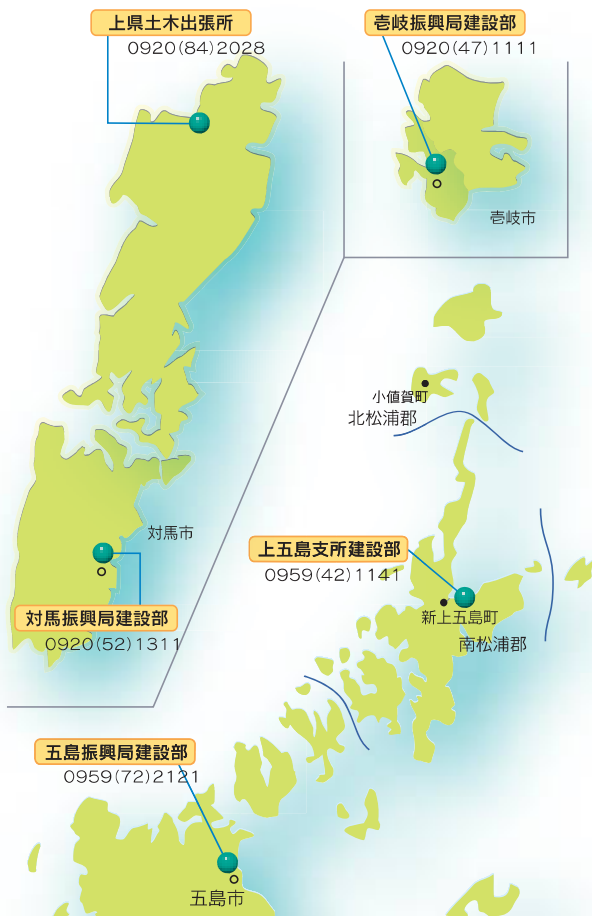 上県土木出張所
0920(84)2028
壱岐振興局建設部
0920(47)1111
壱岐市
小値賀町
北松浦郡
対馬市
上五島支所建設部
0959(42)1141
新上五島町
南松浦郡
対馬振興局建設部
0920(52)1311
五島振興局建設部
0959(72)2121
五島市